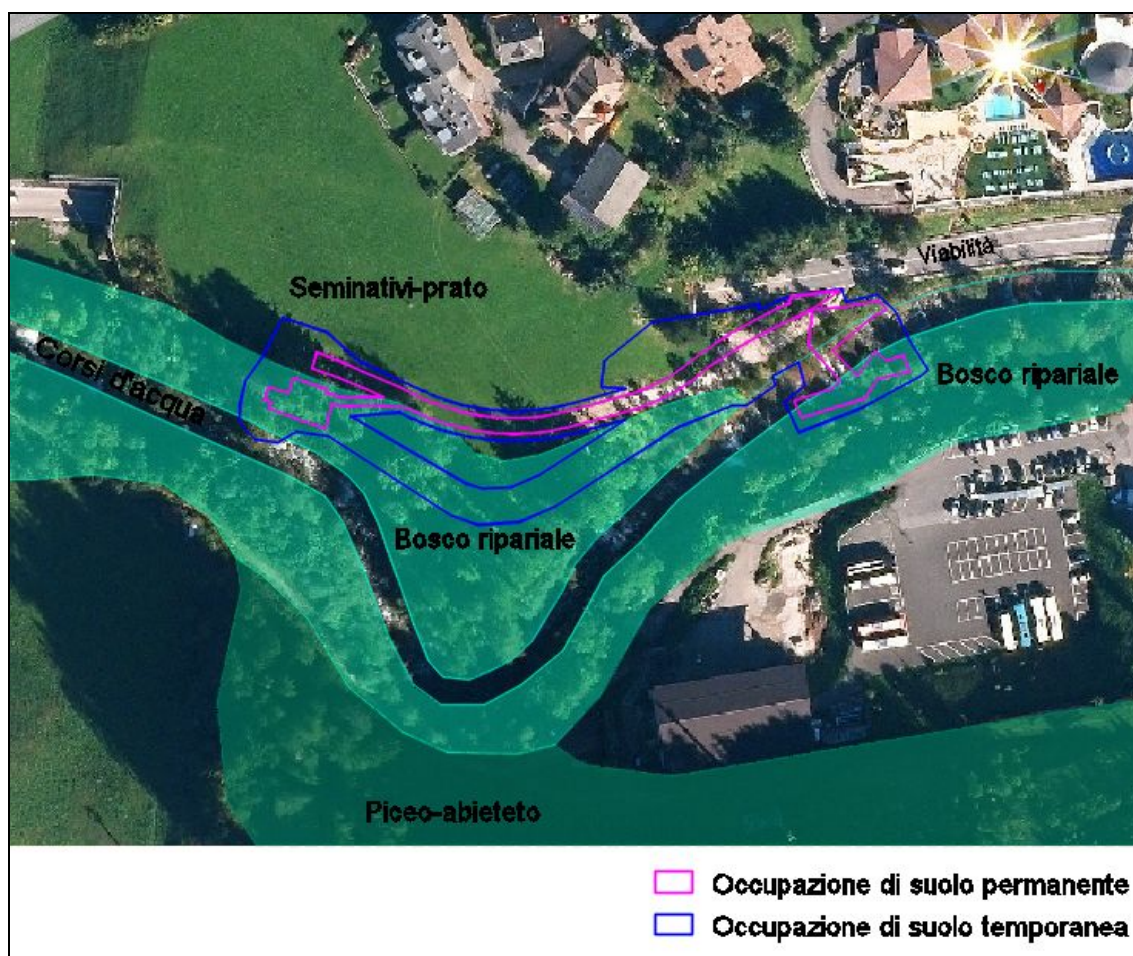 Viabilità
Seminativi-prato
Corsi d'acqua
Bosco ripariale
Bosco ripariale
Piceo-abieteto
Occupazione di suolo permanente
Occupazione di suolo temporanea